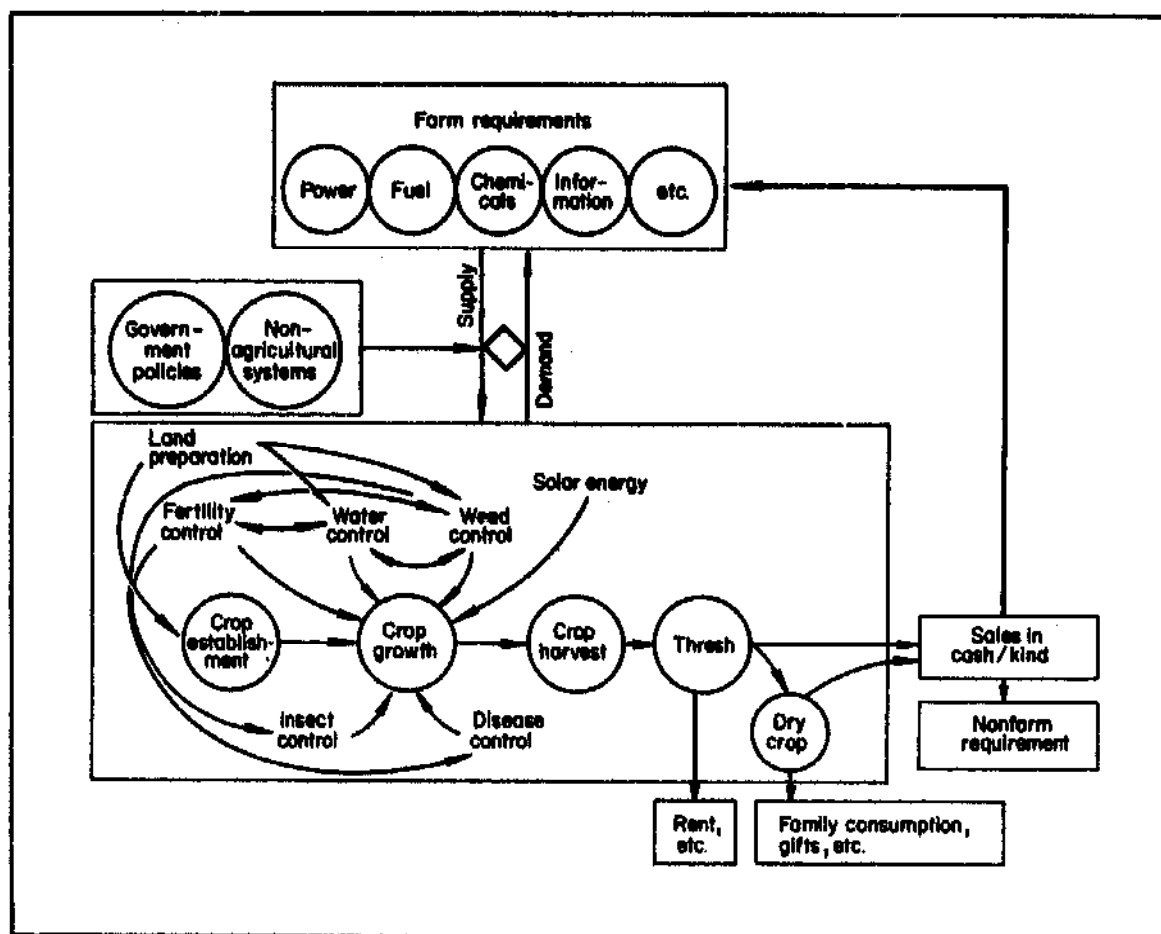 Farm requirements
Power
Fuel
Chemi-
cals
Infor-
mation
etc.
Supply
Demand
Govern-
ment
policies
Non-
agricultural
systems
Land
preparation
Solar energy
Fertility
control
Water
control
Weed
control
Crop
establish-
ment
Crop
growth
Crop
harvest
Thresh
Sales in
cash/kind
Insect
control
Disease
control
Dry
crop
Nonfarm
requirement
Rent,
etc.
Family consumption,
gifts, etc.